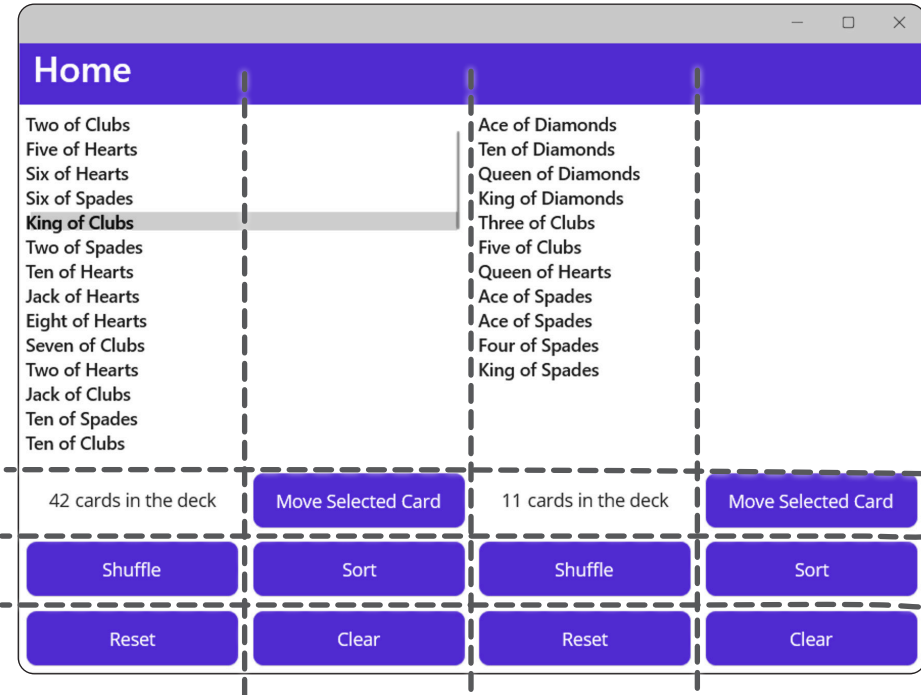 Home
Two of Clubs
Five of Hearts
Six of Hearts
Six of Spades
King of Clubs
Two of Spades
Ten of Hearts
Jack of Hearts
Eight of Hearts
Seven of Clubs
Two of Hearts
Jack of Clubs
Ten of Spades
Ten of Clubs
Ace of Diamonds
Ten of Diamonds
Queen of Diamonds
King of Diamonds
Three of Clubs
Five of Clubs
Queen of Hearts
Ace of Spades
Ace of Spades
Four of Spades
King of Spades
42 cards in the deck
Move Selected Card
11 cards in the deck
Move Selected Card
Shuffle
Sort
Shuffle
Sort
Reset
Clear
Reset
Clear